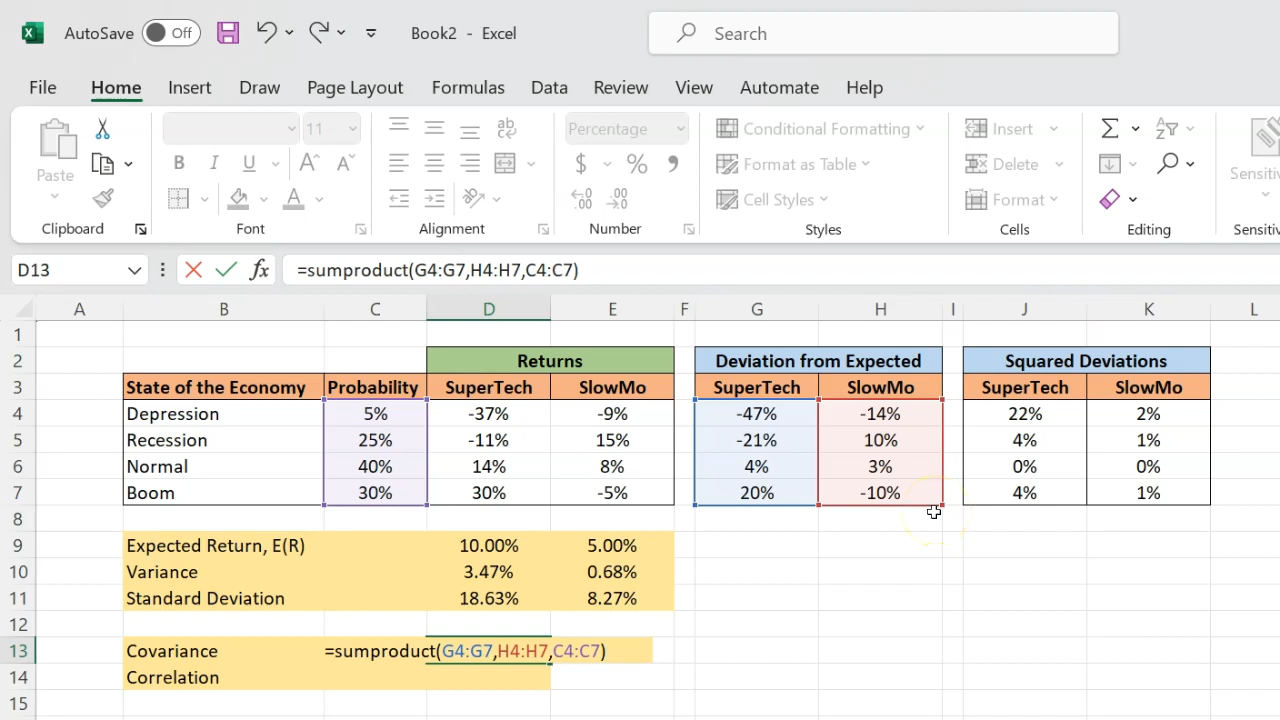 AutoSave Off Book2 - Excel Search
File Home Insert Draw Page Layout Formulas Data Review View Automate Help
Paste
Clipboard
11
B I U A A
A
Font
ab
Alignment
Percentage
$ % 9
.00
.00
Number
Conditional Formatting
Format as Table
Cell Styles
Styles
Insert
Delete
Format
Cells
Editing
Sensitiv
Sensitiv
D13 fx =sumproduct(G4:G7,H4:H7,C4:C7)
A B C D E F G H I J K L
1
2 Returns Deviation from Expected Squared Deviations
3 State of the Economy Probability SuperTech SlowMo SuperTech SlowMo SuperTech SlowMo
4 Depression 5% -37% -9% -47% -14% 22% 2%
5 Recession 25% -11% 15% -21% 10% 4% 1%
6 Normal 40% 14% 8% 4% 3% 0% 0%
7 Boom 30% 30% -5% 20% -10% 4% 1%
8
9 Expected Return, E(R) 10.00% 5.00%
10 Variance 3.47% 0.68%
11 Standard Deviation 18.63% 8.27%
12
13 Covariance =sumproduct(G4:G7,H4:H7,C4:C7)
14 Correlation
15